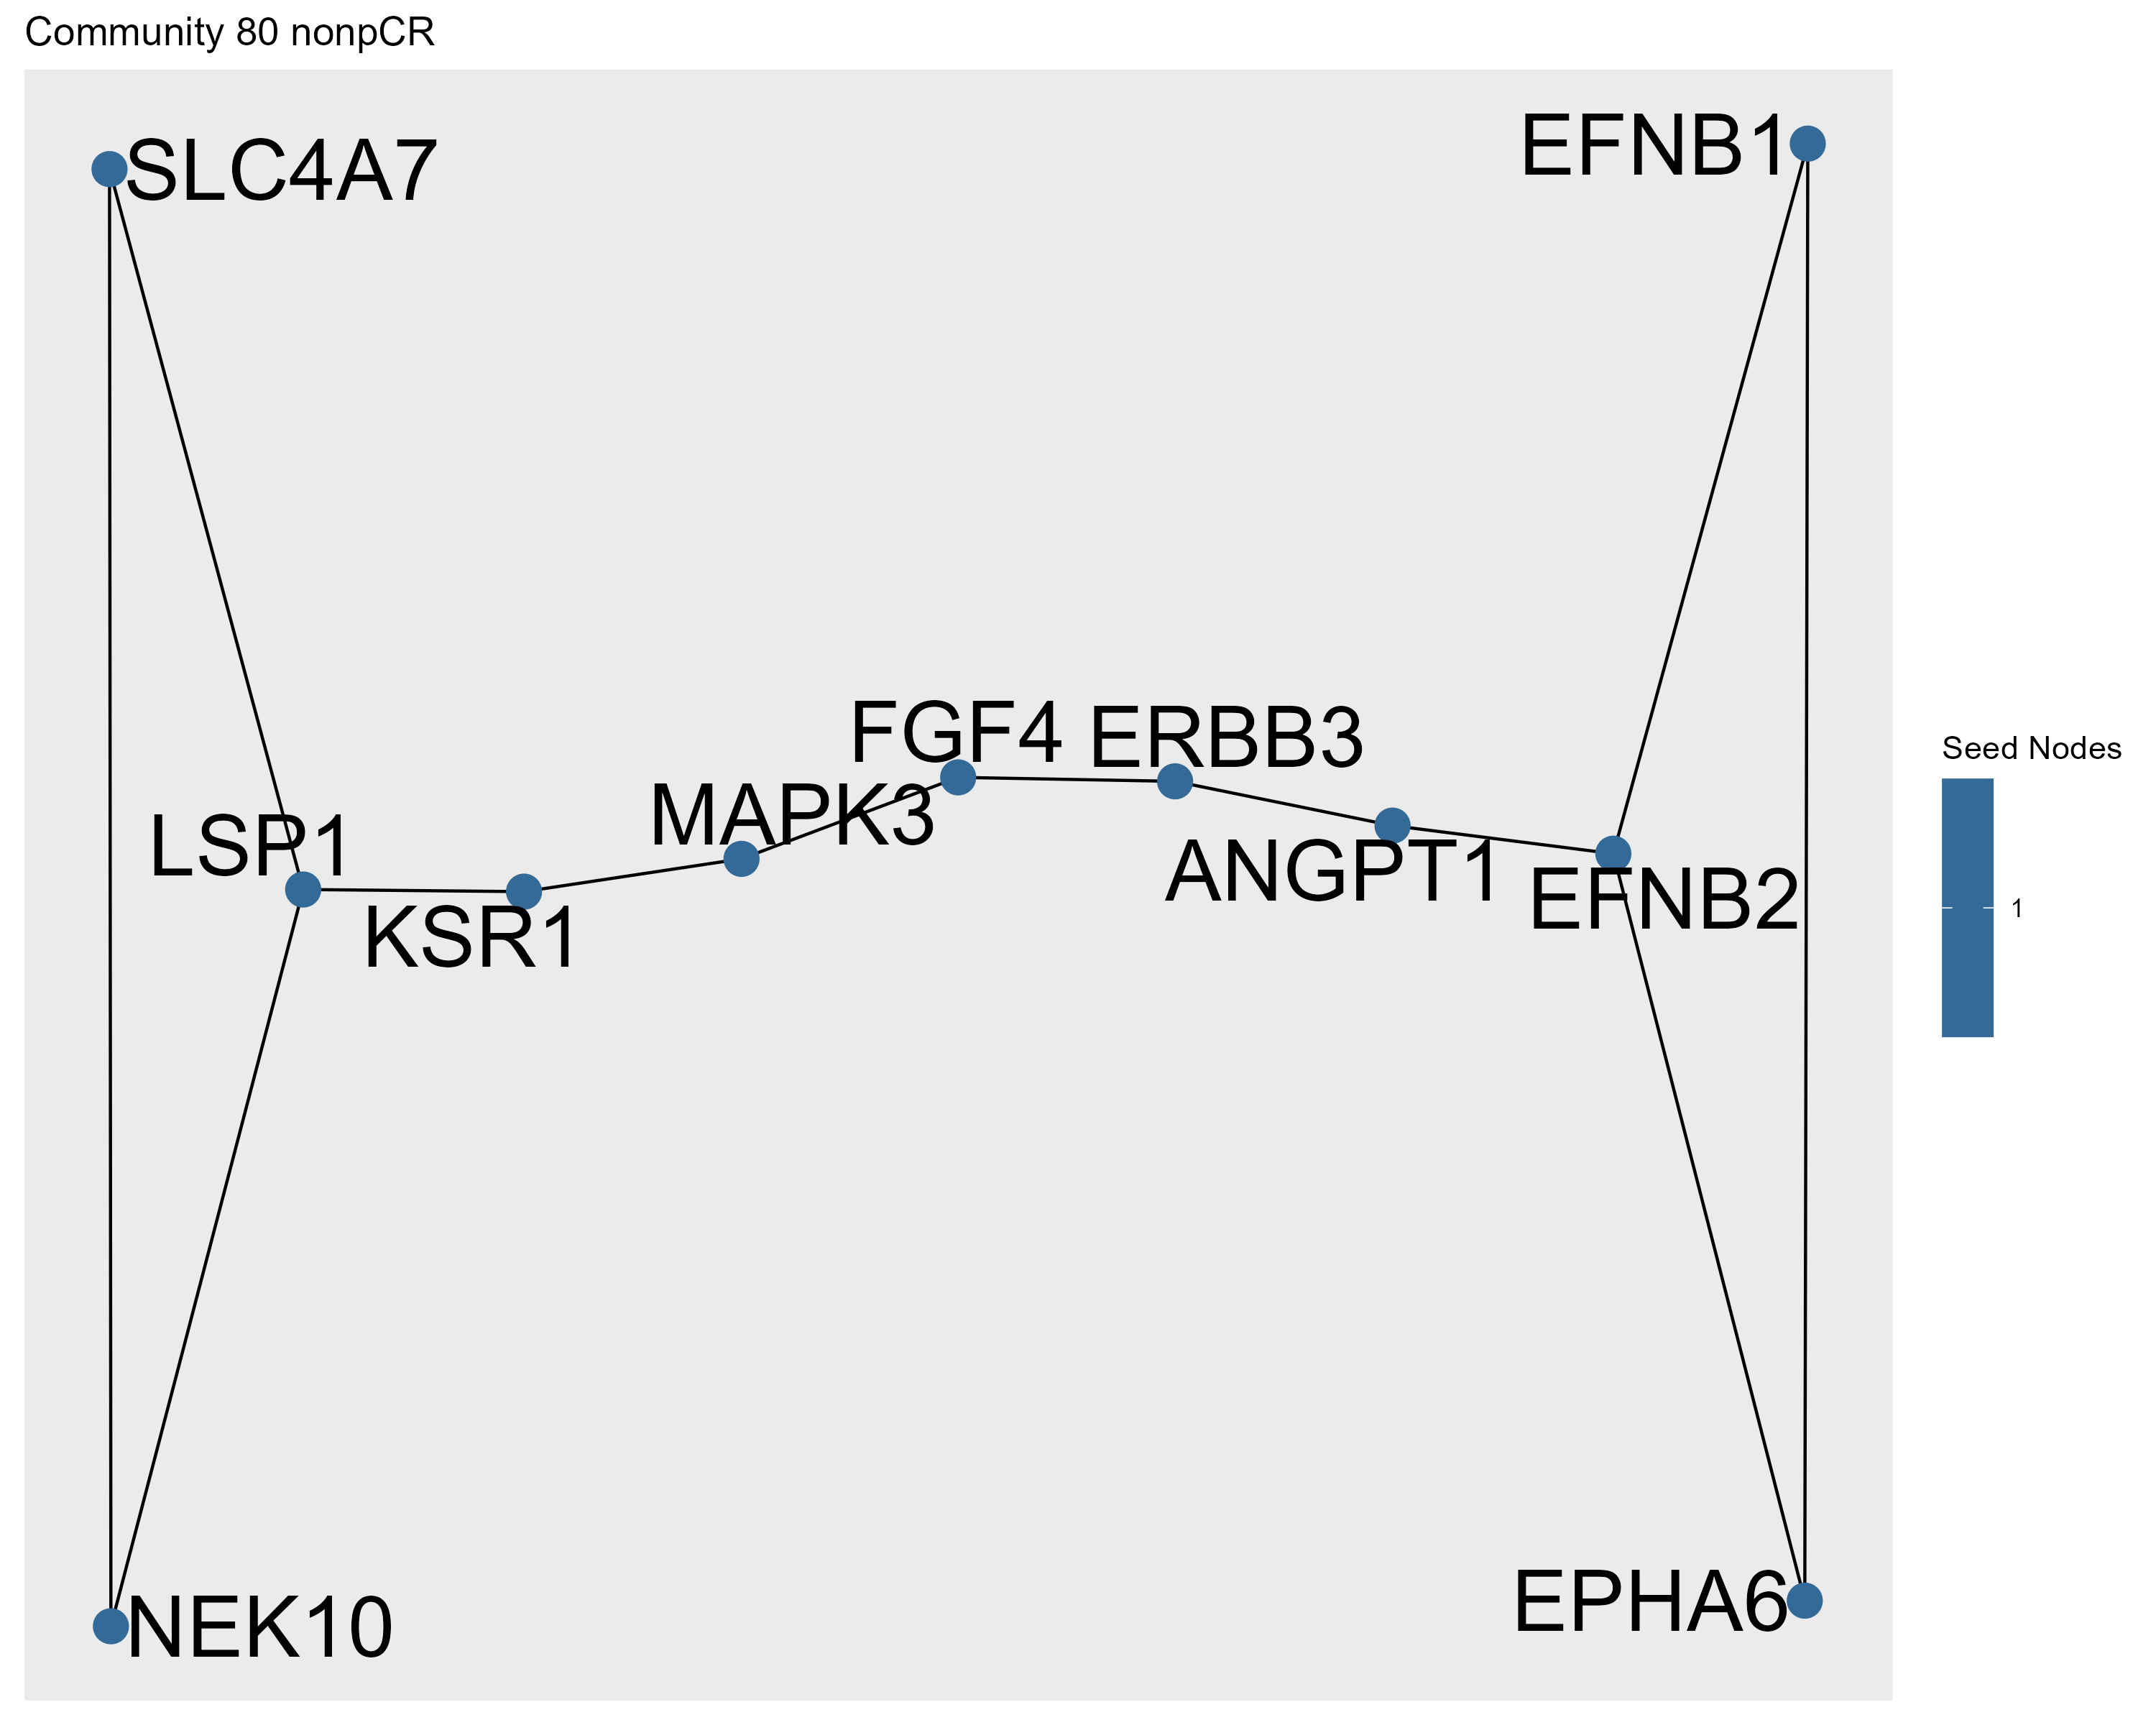 Community 80 nonpCR
SLC4A7
EFNB1
FGF4
ERBB3
Seed Nodes
MAPK3
LSP1
ANGPT1
EFNB2
1
KSR1
EPHA6
NEK10